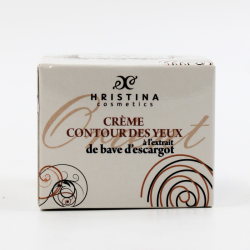 HRISTINA
cosmetics
CRÈME
CONTOUR DES YEUX
à l'extrait
de bave d'escargot